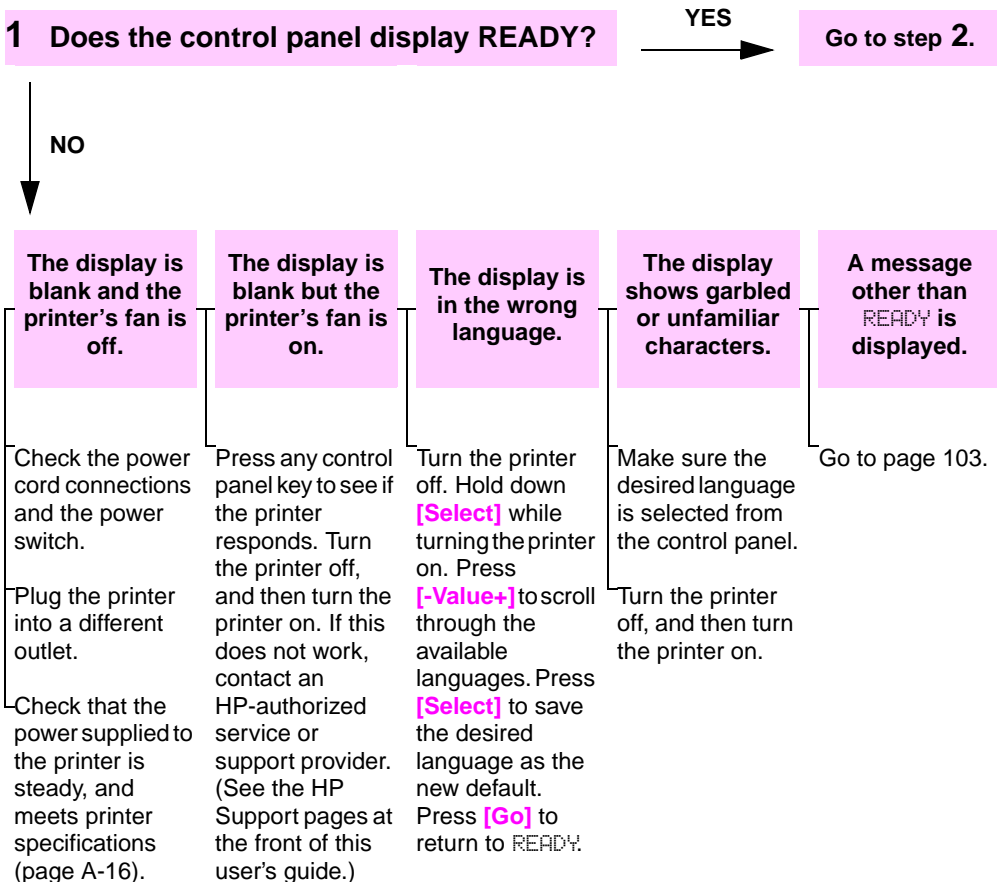 1 Does the control panel display READY?
YES
Go to step 2.
NO
The display is
blank and the
printer's fan is
off.
Check the power
cord connections
and the power
switch.
Plug the printer
into a different
outlet.
Check that the
power supplied to
the printer is
steady, and
meets printer
specifications
(page A-16).
The display is
blank but the
printer's fan is
on.
Press any control
panel key to see if
the printer
responds. Turn
the printer off,
and then turn the
printer on. If this
does not work,
contact an
HP-authorized
service or
support provider.
(See the HP
Support pages at
the front of this
user's guide.)
The display is
in the wrong
language.
Turn the printer
off. Hold down
[Select] while
turning the printer
on. Press
[-Value+] to scroll
through the
available
languages. Press
[Select] to save
the desired
language as the
new default.
Press [Go] to
return to READY.
The display
shows garbled
or unfamiliar
characters.
Make sure the
desired language
is selected from
the control panel.
Turn the printer
off, and then turn
the printer on.
A message
other than
READY is
displayed.
Go to page 103.